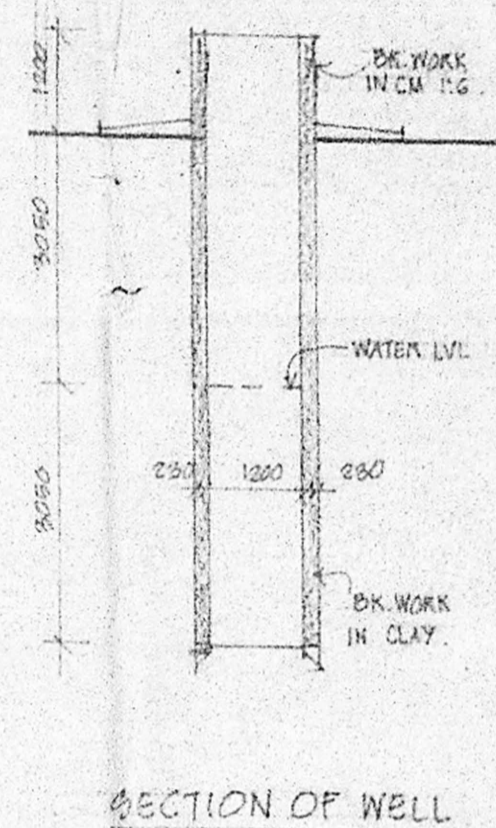 1200
BK. WORK
IN CM 1:6
3050
WATER LVL
230 1200 230
3050
BK. WORK
IN CLAY.
SECTION OF WELL